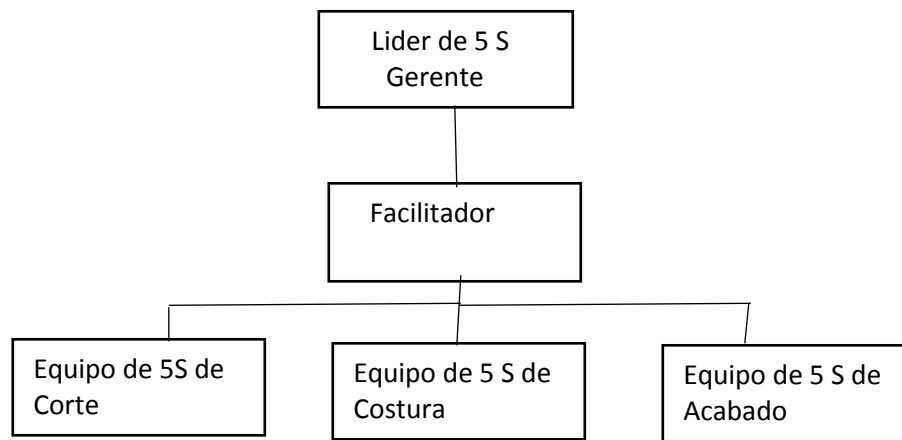 Lider de 5 S
Gerente
Facilitador
Equipo de 5S de
Corte
Equipo de 5 S de
Costura
Equipo de 5 S de
Acabado